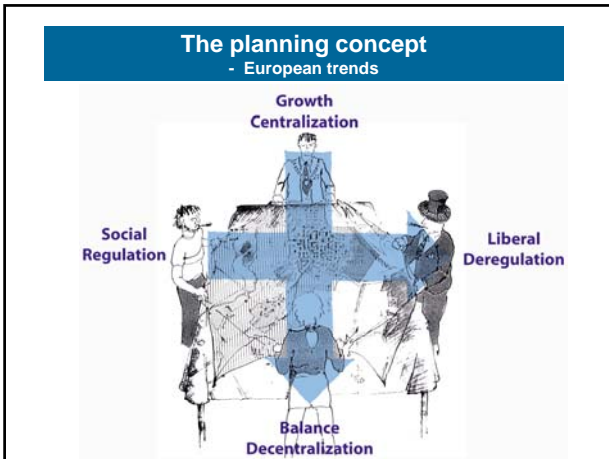 The planning concept
- European trends
Growth
Centralization
Social
Regulation
Liberal
Deregulation
Balance
Decentralization